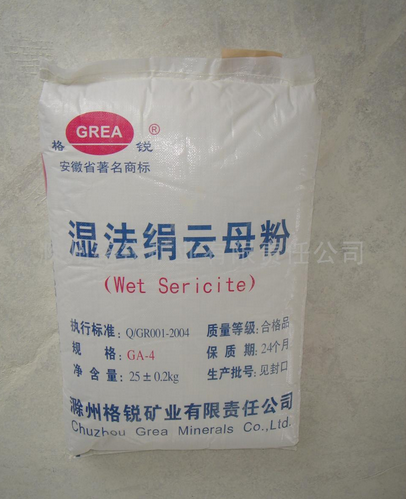 GREA ®
格 锐
安徽省著名商标
湿法绢云母粉
(Wet Sericite)
执行标准: Q/GR001-2004 质量等级: 合格品
规 格: GA-4 保 质 期: 24个月
净 含 量: 25±0.2kg 生产批号: 见封口
滁州格锐矿业有限责任公司
Chuzhou Grea Minerals Co.,Ltd.